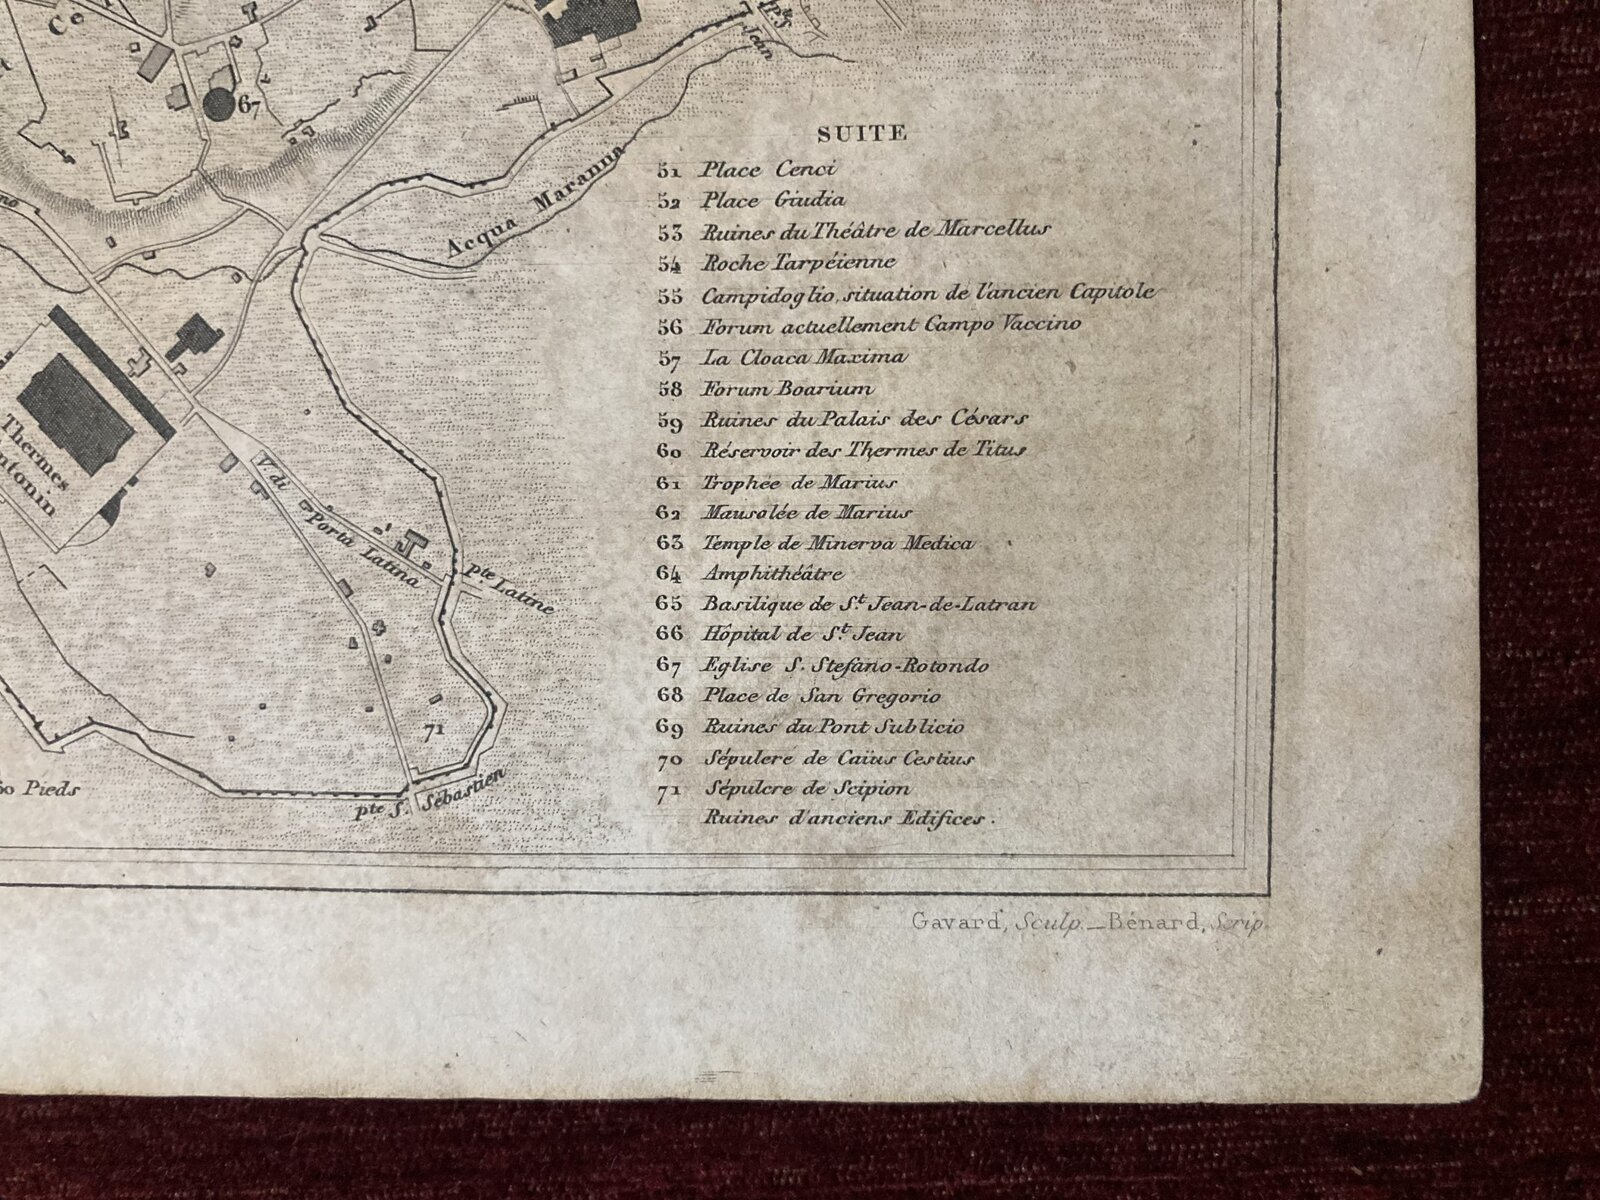 Co
67
Pte S. Jean
Acqua Maranna
Thermes
V. di Porta Latina
pte Latine
71
pte S. Sébastien
Pieds
SUITE
51 Place Cenci
52 Place Giudia
53 Ruines du Théâtre de Marcellus
54 Roche Tarpéienne
55 Campidoglio, situation de l'ancien Capitole
56 Forum actuellement Campo Vaccino
57 La Cloaca Maxima
58 Forum Boarium
59 Ruines du Palais des Césars
60 Réservoir des Thermes de Titus
61 Trophée de Marius
62 Mausolée de Marius
63 Temple de Minerva Medica
64 Amphithéâtre
65 Basilique de St. Jean-de-Latran
66 Hôpital de St. Jean
67 Eglise S. Stefano-Rotondo
68 Place de San Gregorio
69 Ruines du Pont Sublicio
70 Sépulcre de Caïus Cestius
71 Sépulcre de Scipion
Ruines d'anciens Edifices.
Gavard, Sculp. _ Bénard, Scrip.